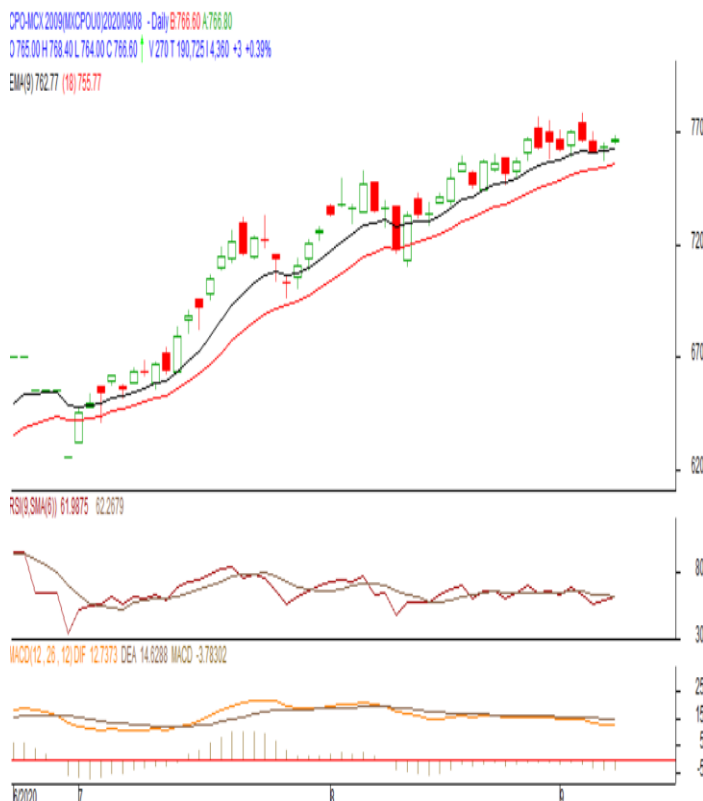 CPO-MCX 2009(MXCPOU0)2020/09/08 - Daily B:766.60 A:766.80
O 765.00 H 768.40 L 764.00 C 766.60 V 270 T 190,725 I 4,360 +3 +0.39%
EMA(9) 762.77 (18) 755.77
770
720
670
620
RSI(9,SMA(6)) 61.9875 62.2679
80
30
MACD(12, 26, 12) DIF 12.7373 DEA 14.6288 MACD -3.78302
25
15
5
-5
6/2020 7 8 9